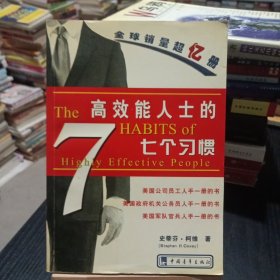 全球销量超亿册
The 高效能人士的
7 HABITS of
七个习惯
Highly Effective People
美国公司员工人手一册的书
美国政府机关公务员人手一册的书
美国军队官兵人手一册的书
史蒂芬·柯维 著
[Stephen R.Covey]
中国青年出版社